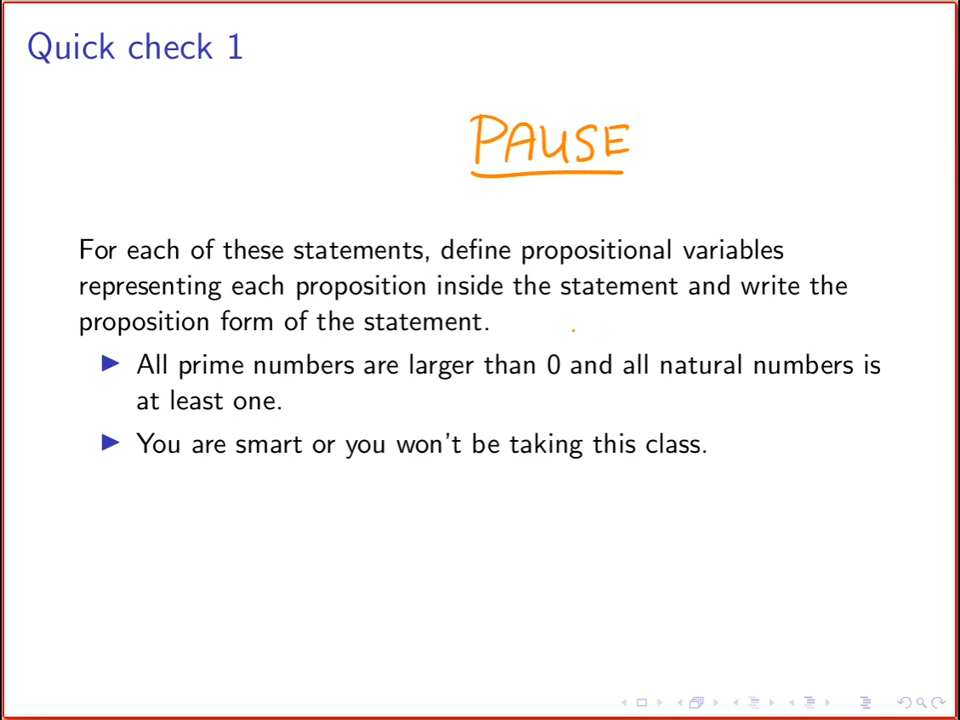 Quick check 1
PAUSE
For each of these statements, define propositional variables
representing each proposition inside the statement and write the
proposition form of the statement.
All prime numbers are larger than 0 and all natural numbers is
at least one.
You are smart or you won't be taking this class.